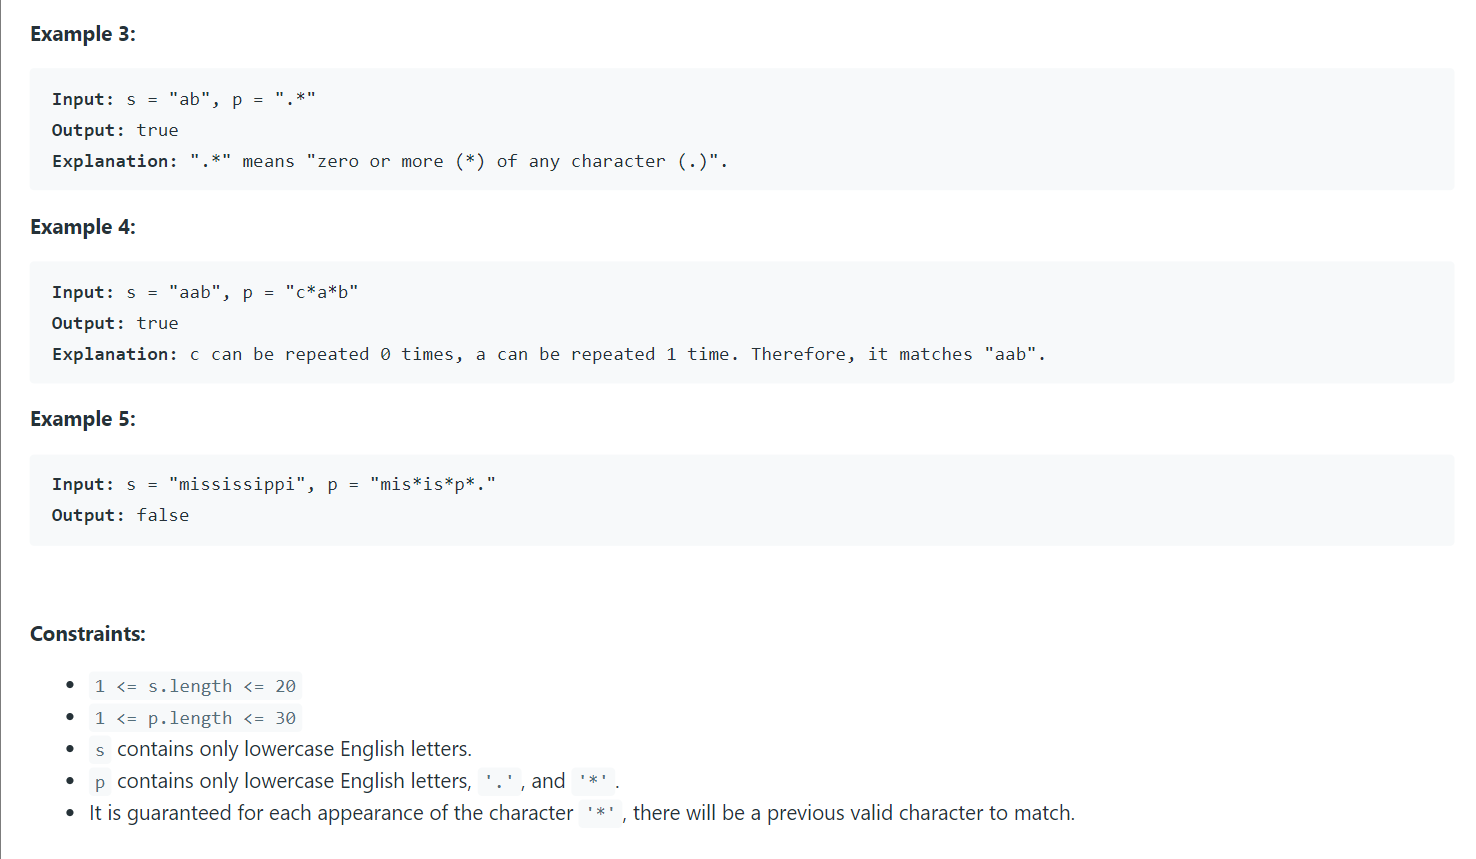 Example 3:
Input: s = "ab", p = ".*"
Output: true
Explanation: ".*" means "zero or more (*) of any character (.)".
Example 4:
Input: s = "aab", p = "c*a*b"
Output: true
Explanation: c can be repeated 0 times, a can be repeated 1 time. Therefore, it matches "aab".
Example 5:
Input: s = "mississippi", p = "mis*is*p*."
Output: false
Constraints:
• 1 <= s.length <= 20
• 1 <= p.length <= 30
• s contains only lowercase English letters.
• p contains only lowercase English letters, '.', and '*'.
• It is guaranteed for each appearance of the character '*', there will be a previous valid character to match.